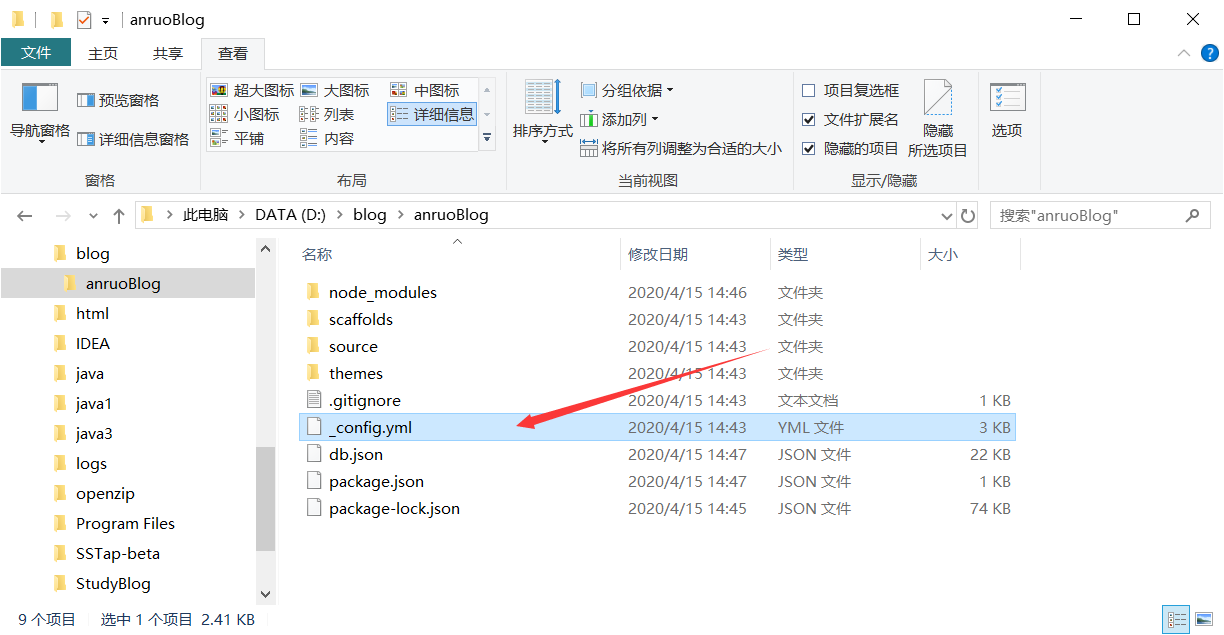 anruoBlog
文件 主页 共享 查看
导航窗格
预览窗格
详细信息窗格
窗格
超大图标 大图标 中图标
小图标 列表 详细信息
平铺 内容
布局
排序方式
分组依据
添加列
将所有列调整为合适的大小
当前视图
项目复选框
文件扩展名
隐藏的项目
隐藏
所选项目
显示/隐藏
选项
此电脑 > DATA (D:) > blog > anruoBlog
搜索"anruoBlog"
blog
anruoBlog
html
IDEA
java
java1
java3
logs
openzip
Program Files
SSTap-beta
StudyBlog
名称 修改日期 类型 大小
node_modules 2020/4/15 14:46 文件夹
scaffolds 2020/4/15 14:43 文件夹
source 2020/4/15 14:43 文件夹
themes 2020/4/15 14:43 文件夹
.gitignore 2020/4/15 14:43 文本文档 1 KB
_config.yml 2020/4/15 14:43 YML 文件 3 KB
db.json 2020/4/15 14:47 JSON 文件 22 KB
package.json 2020/4/15 14:47 JSON 文件 1 KB
package-lock.json 2020/4/15 14:45 JSON 文件 74 KB
9 个项目 选中 1 个项目 2.41 KB